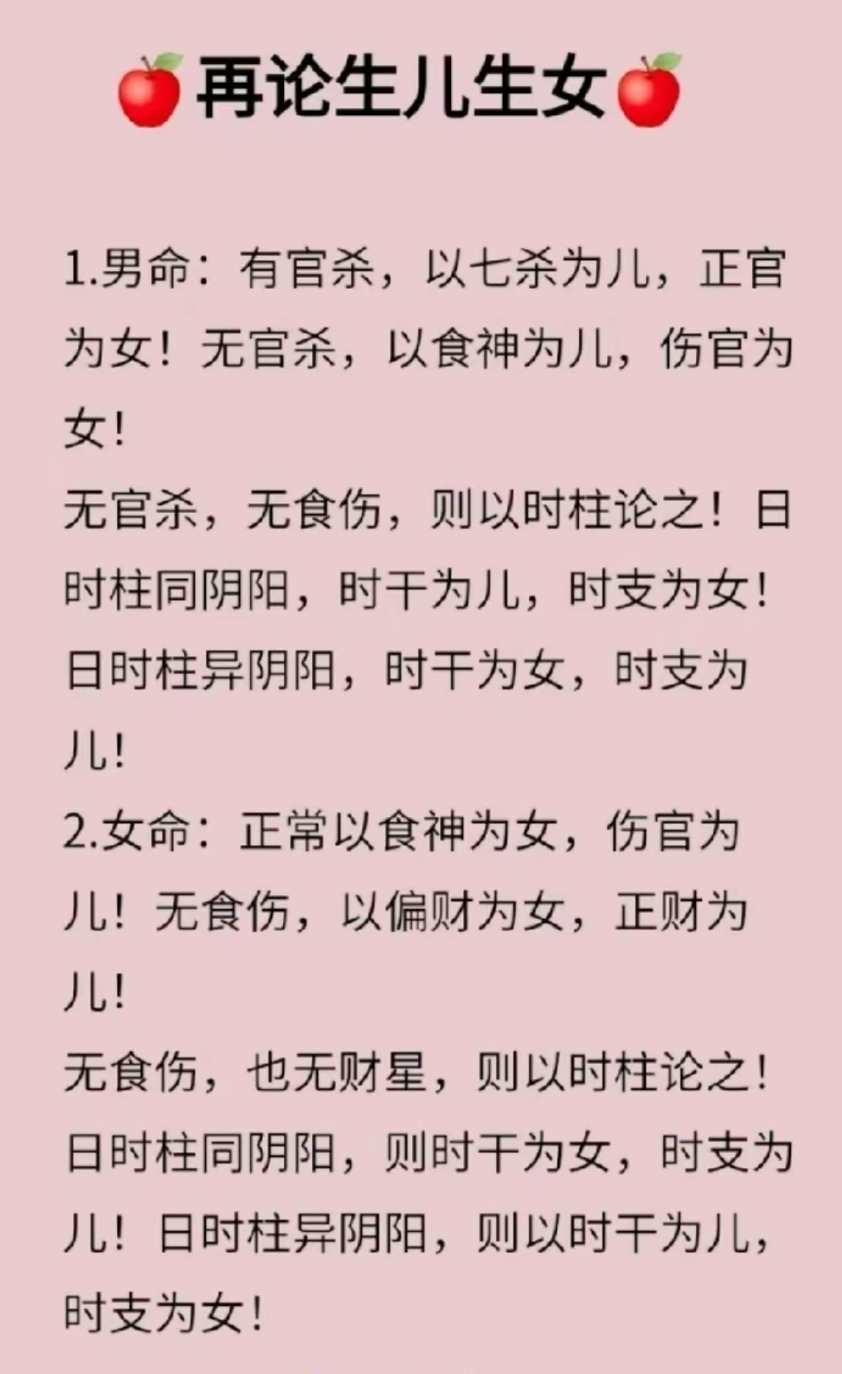 再论生儿生女
1.男命：有官杀，以七杀为儿，正官
为女！无官杀，以食神为儿，伤官为
女！
无官杀，无食伤，则以时柱论之！日
时柱同阴阳，时干为儿，时支为女！
日时柱异阴阳，时干为女，时支为
儿！
2.女命：正常以食神为女，伤官为
儿！无食伤，以偏财为女，正财为
儿！
无食伤，也无财星，则以时柱论之！
日时柱同阴阳，则时干为女，时支为
儿！日时柱异阴阳，则以时干为儿，
时支为女！